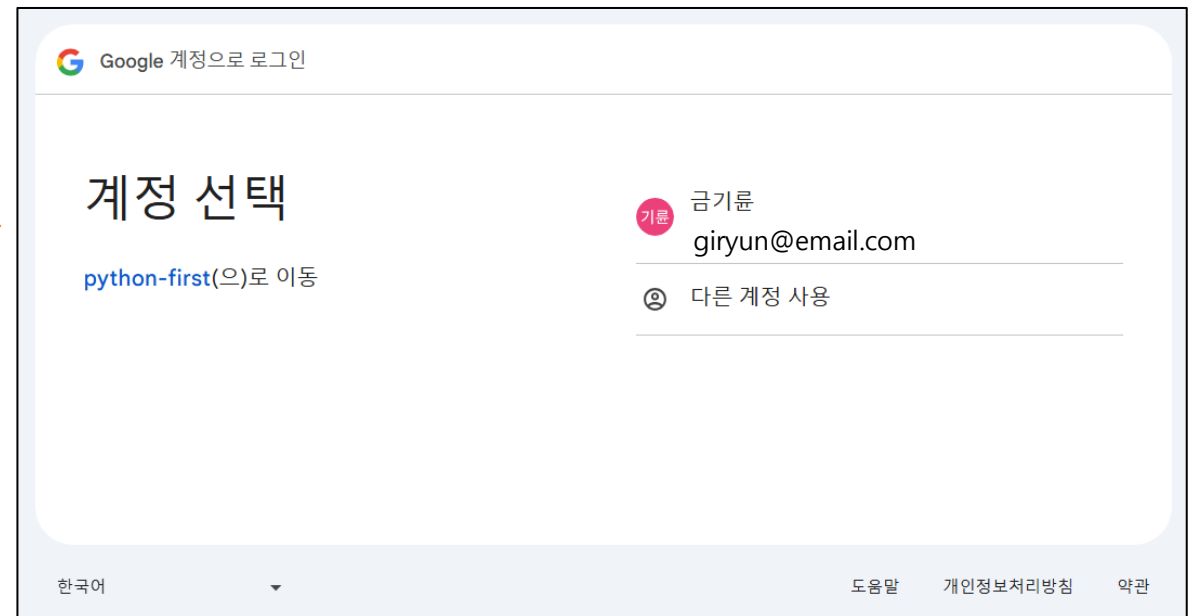 Google 계정으로 로그인
계정 선택
python-first(으)로 이동
기륜
금기륜
giryun@email.com
다른 계정 사용
한국어
도움말 개인정보처리방침 약관